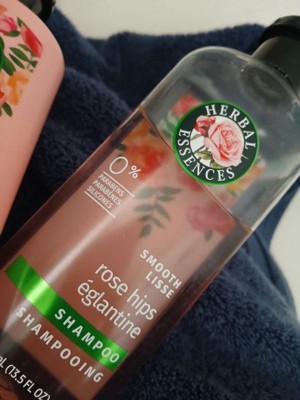 HERBAL
ESSENCES
0%
PARABENS
PARABÈNES
SILICONES
SMOOTH
LISSE
rose hips
églantine
SHAMPOO
SHAMPOOING
(13.5 FL OZ)